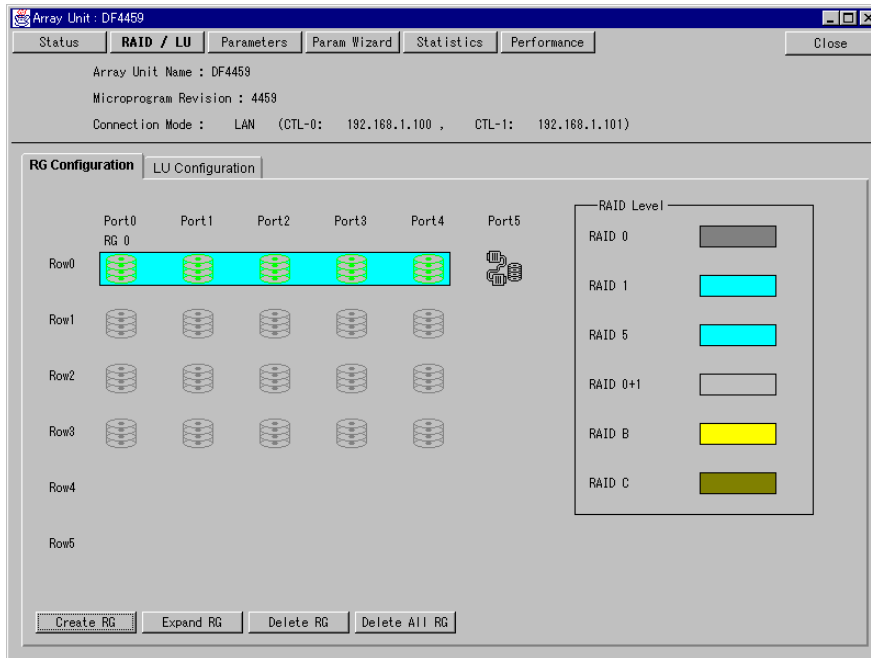 Array Unit : DF4459
Status RAID / LU Parameters Param Wizard Statistics Performance Close
Array Unit Name : DF4459
Microprogram Revision : 4459
Connection Mode : LAN (CTL-0: 192.168.1.100 , CTL-1: 192.168.1.101)
RG Configuration LU Configuration
RAID Level
Port0 Port1 Port2 Port3 Port4 Port5
RG 0
RAID 0
Row0
RAID 1
Row1
RAID 5
Row2
RAID 0+1
Row3
RAID B
Row4
RAID C
Row5
Create RG Expand RG Delete RG Delete All RG